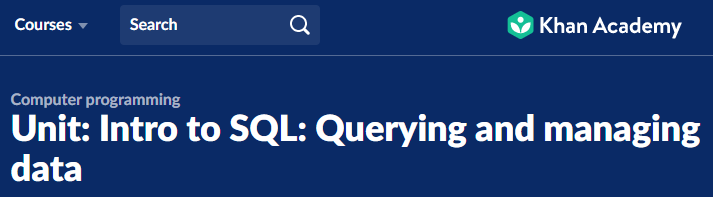 Courses Search Khan Academy
Computer programming
Unit: Intro to SQL: Querying and managing
data